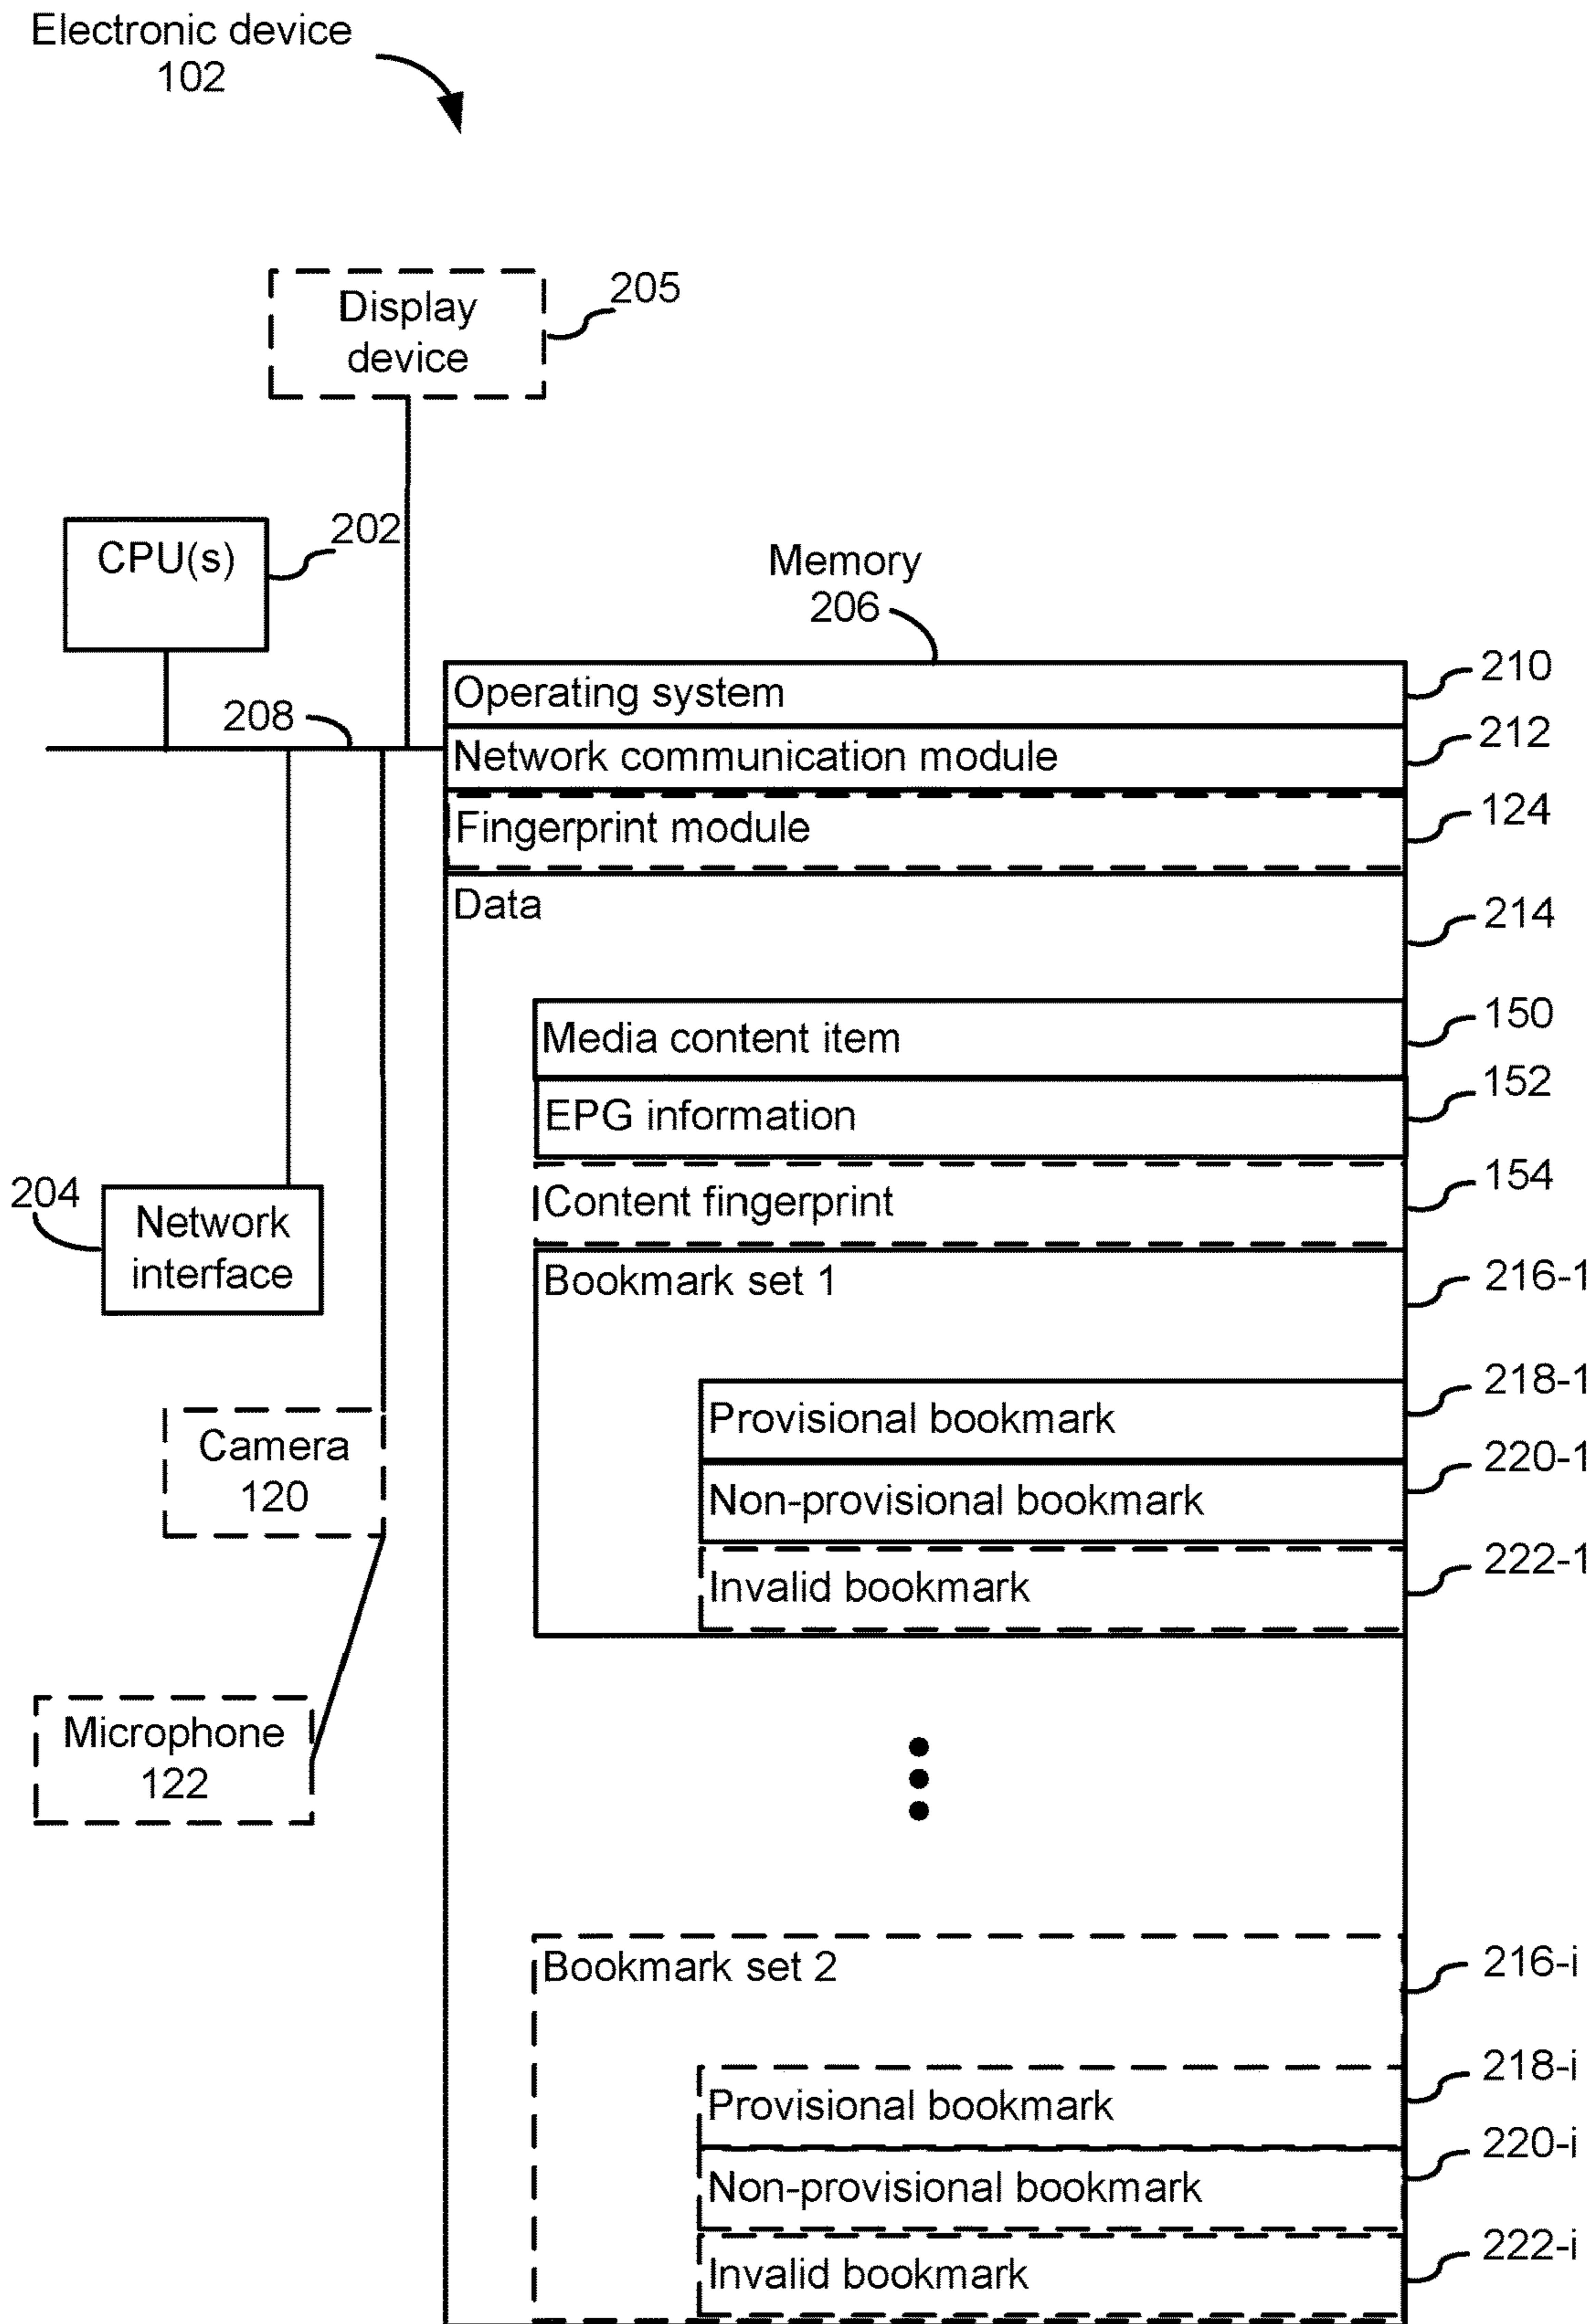 Electronic device
102
Display
device
205
CPU(s)
202
Memory
206
208
Operating system
210
Network communication module
212
Fingerprint module
124
Data
214
Media content item
150
EPG information
152
Content fingerprint
154
204
Network
interface
Bookmark set 1
216-1
Provisional bookmark
218-1
Non-provisional bookmark
220-1
Invalid bookmark
222-1
Camera
120
Microphone
122
Bookmark set 2
216-i
Provisional bookmark
218-i
Non-provisional bookmark
220-i
Invalid bookmark
222-i